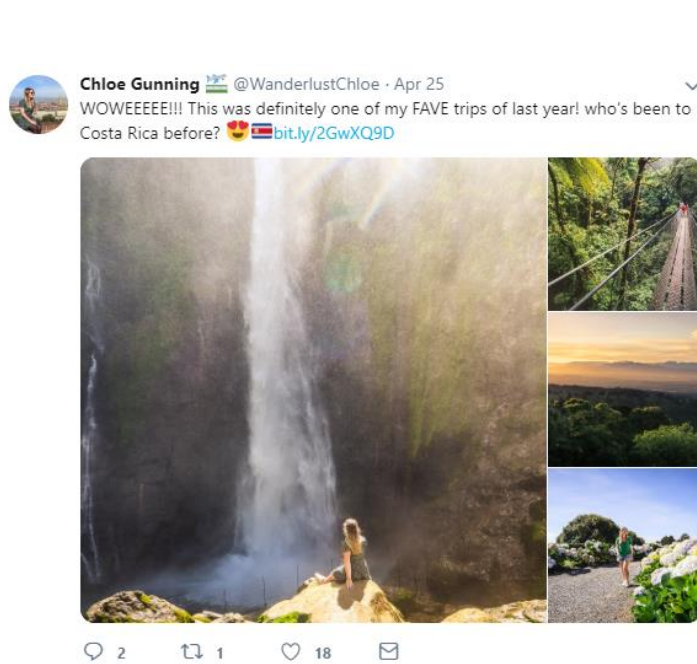 Chloe Gunning @WanderlustChloe · Apr 25
WOWEEEEE!!! This was definitely one of my FAVE trips of last year! who's been to
Costa Rica before? 😍🇨🇷bit.ly/2GwXQ9D
2 1 18